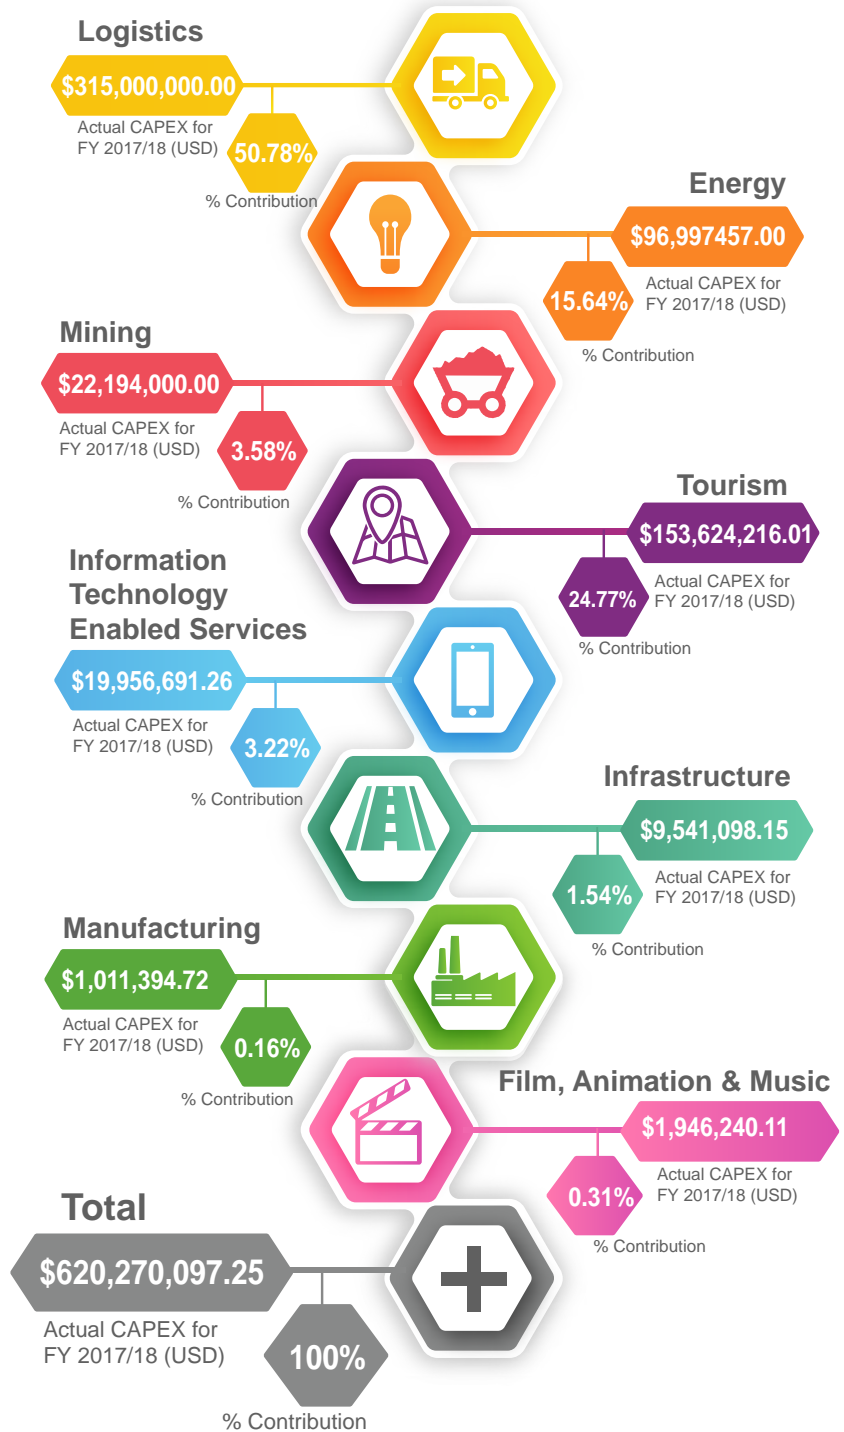 Logistics
$315,000,000.00
Actual CAPEX for
FY 2017/18 (USD)
50.78%
% Contribution
Energy
$96,997457.00
Actual CAPEX for
FY 2017/18 (USD)
15.64%
% Contribution
Mining
$22,194,000.00
Actual CAPEX for
FY 2017/18 (USD)
3.58%
% Contribution
Tourism
$153,624,216.01
Actual CAPEX for
FY 2017/18 (USD)
24.77%
% Contribution
Information
Technology
Enabled Services
$19,956,691.26
Actual CAPEX for
FY 2017/18 (USD)
3.22%
% Contribution
Infrastructure
$9,541,098.15
Actual CAPEX for
FY 2017/18 (USD)
1.54%
% Contribution
Manufacturing
$1,011,394.72
Actual CAPEX for
FY 2017/18 (USD)
0.16%
% Contribution
Film, Animation & Music
$1,946,240.11
Actual CAPEX for
FY 2017/18 (USD)
0.31%
% Contribution
Total
$620,270,097.25
Actual CAPEX for
FY 2017/18 (USD)
100%
% Contribution